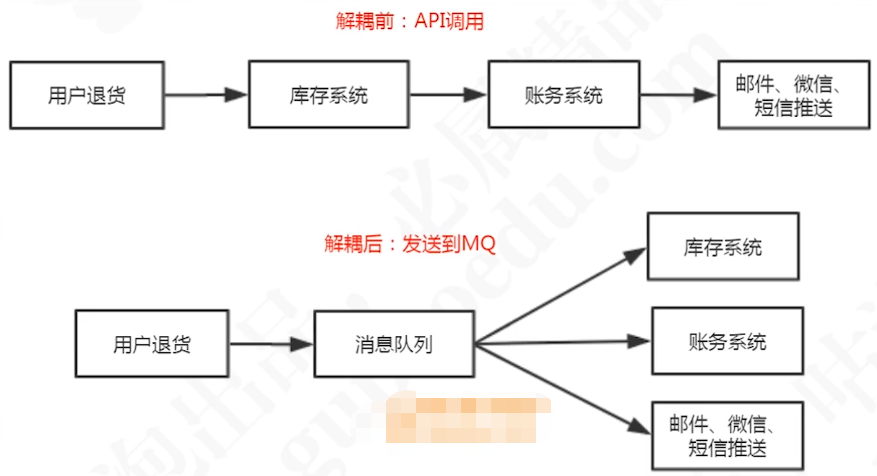 解耦前：API调用
用户退货
库存系统
账务系统
邮件、微信、
短信推送
解耦后：发送到MQ
用户退货
消息队列
库存系统
账务系统
邮件、微信、
短信推送